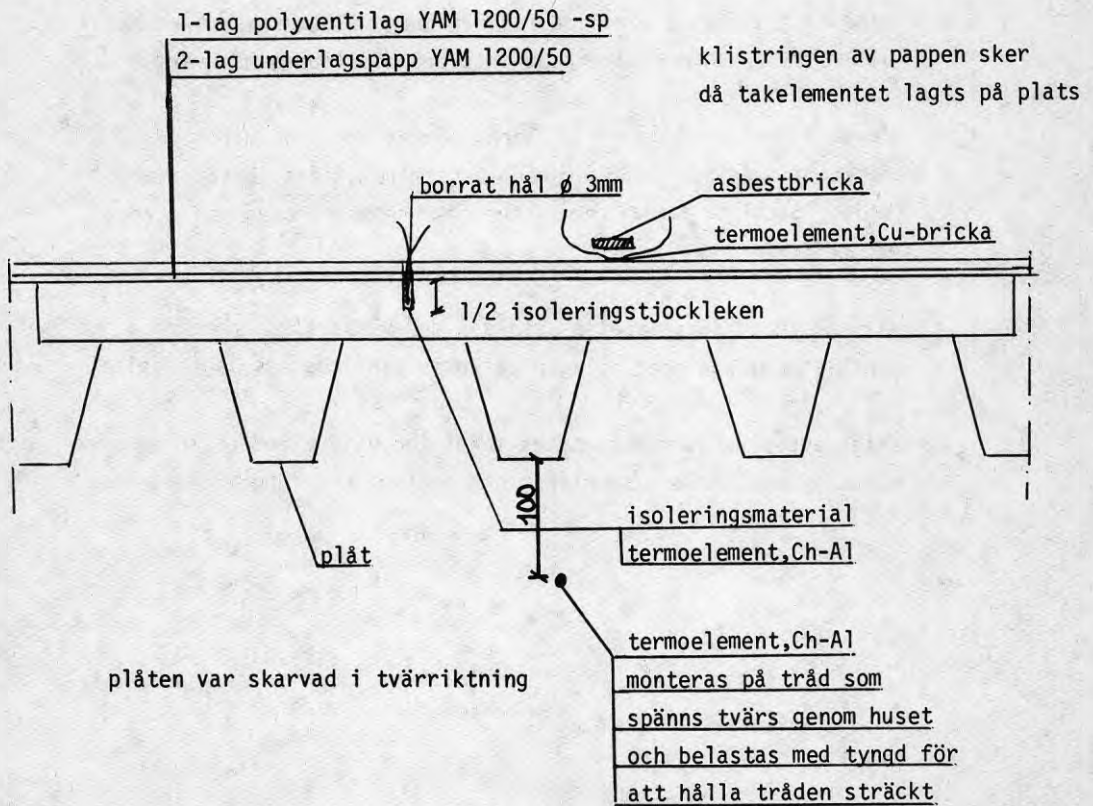 1-lag polyventilag YAM 1200/50 -sp
2-lag underlagspapp YAM 1200/50
klistringen av pappen sker
då takelementet lagts på plats
borrat hål ø 3mm
asbestbricka
termoelement,Cu-bricka
1/2 isoleringstjockleken
100
isoleringsmaterial
termoelement,Ch-Al
plåt
termoelement,Ch-Al
monteras på tråd som
spänns tvärs genom huset
och belastas med tyngd för
att hålla tråden sträckt
plåten var skarvad i tvärriktning